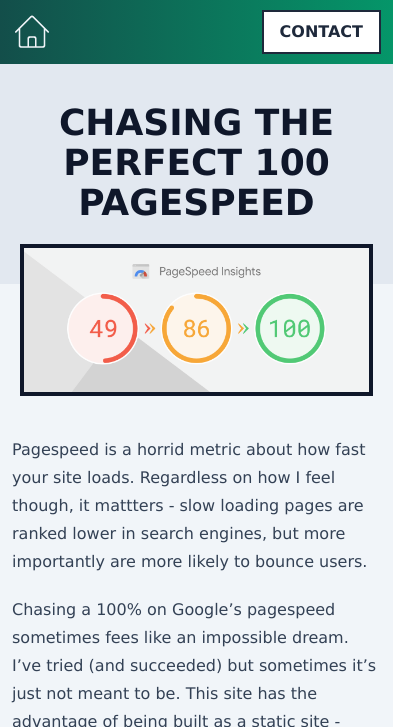 CONTACT
CHASING THE
PERFECT 100
PAGESPEED
PageSpeed Insights
49 » 86 » 100
Pagespeed is a horrid metric about how fast
your site loads. Regardless on how I feel
though, it mattters - slow loading pages are
ranked lower in search engines, but more
importantly are more likely to bounce users.
Chasing a 100% on Google’s pagespeed
sometimes fees like an impossible dream.
I’ve tried (and succeeded) but sometimes it’s
just not meant to be. This site has the
advantage of being built as a static site -